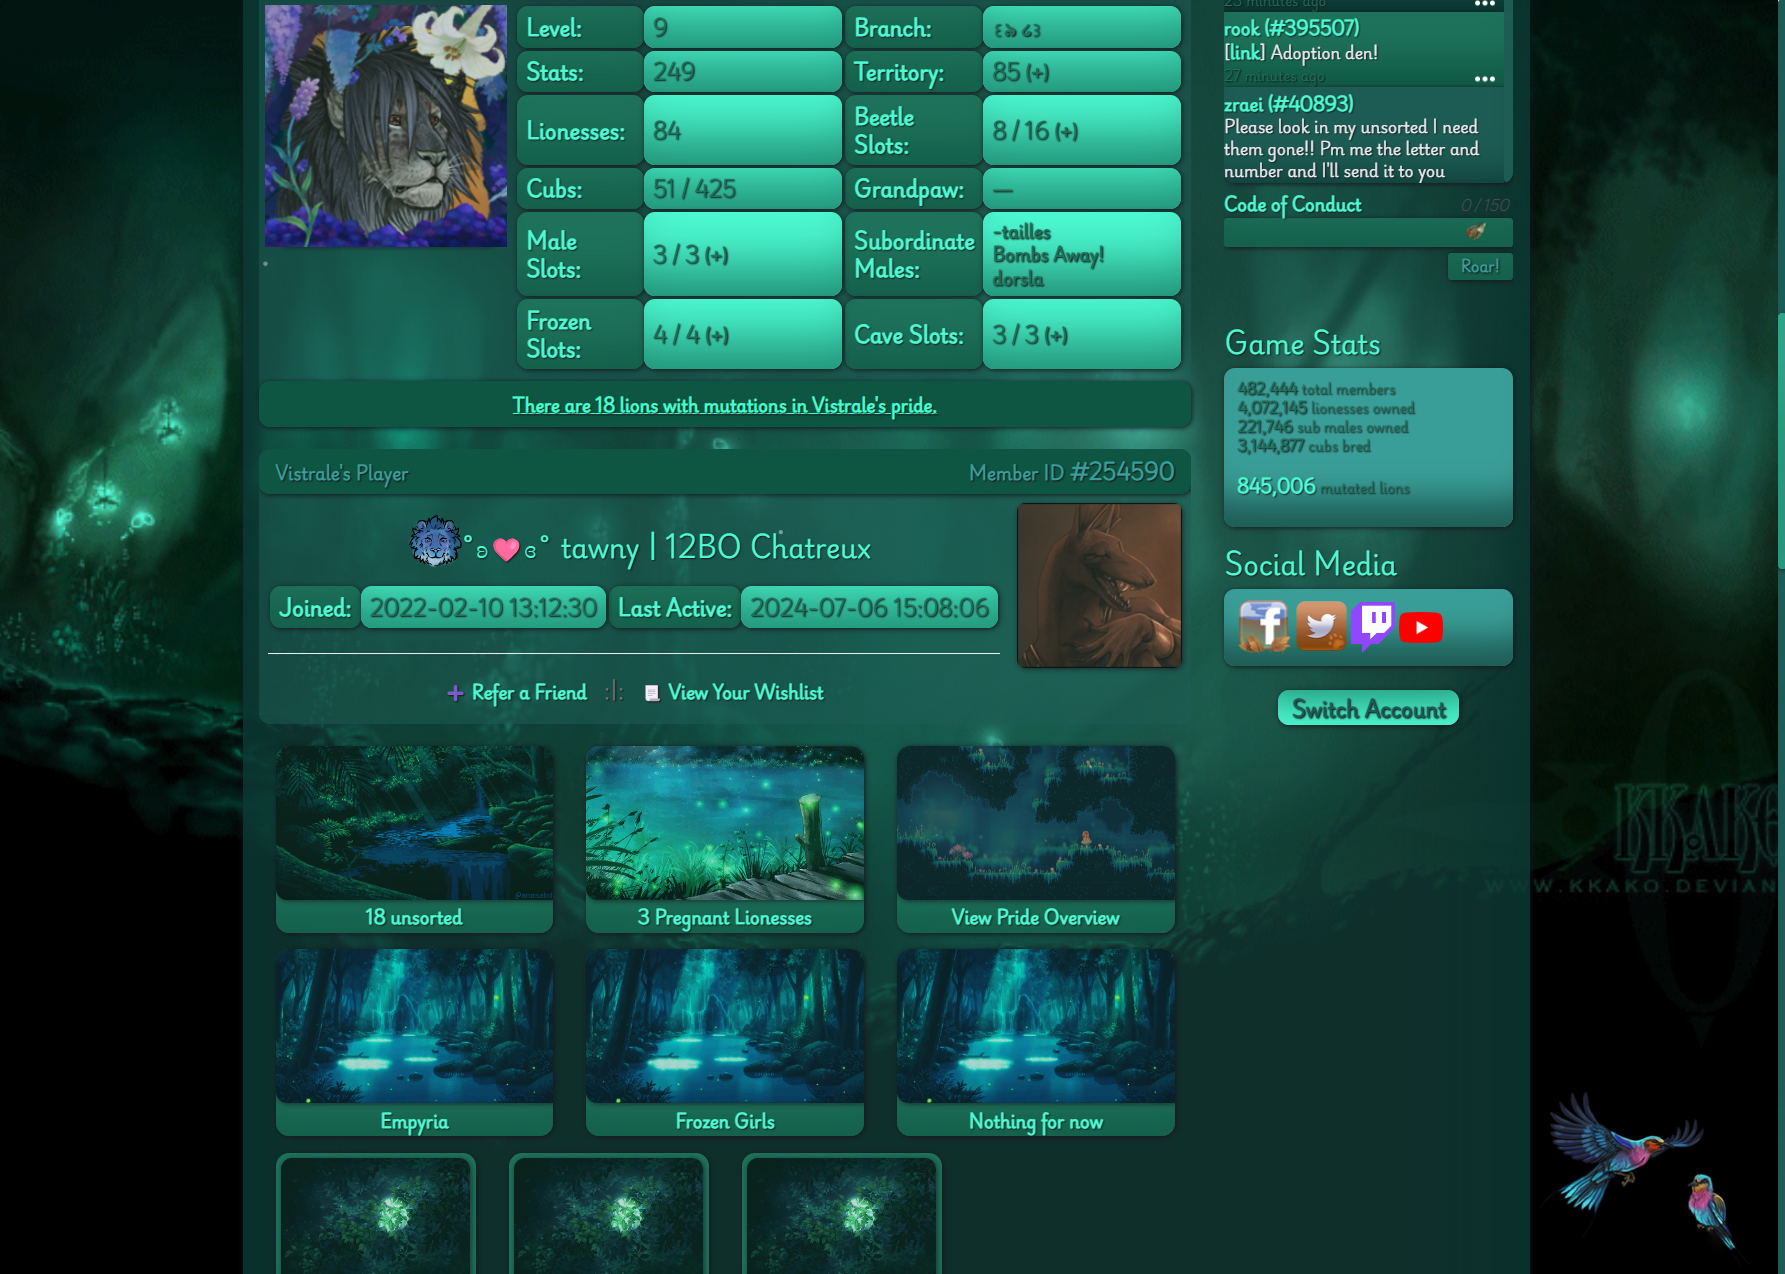 Level: 9 Branch:
Stats: 249 Territory: 85 (+)
Lionesses: 84 Beetle Slots: 8 / 16 (+)
Cubs: 51 / 425 Grandpaw: —
Male Slots: 3 / 3 (+) Subordinate Males: -tailles
Bombs Away!
dorsla
Frozen Slots: 4 / 4 (+) Cave Slots: 3 / 3 (+)
There are 18 lions with mutations in Vistrale's pride.
Vistrale's Player Member ID #254590
°ʚ🩷ɞ° tawny | 12BO Chatreux
Joined: 2022-02-10 13:12:30 Last Active: 2024-07-06 15:08:06
Refer a Friend :|: View Your Wishlist
18 unsorted
3 Pregnant Lionesses
View Pride Overview
Empyria
Frozen Girls
Nothing for now
23 minutes ago
rook (#395507)
[link] Adoption den!
27 minutes ago
zraei (#40893)
Please look in my unsorted I need
them gone!! Pm me the letter and
number and I'll send it to you
Code of Conduct 0 / 150
Roar!
Game Stats
482,444 total members
4,072,145 lionesses owned
221,746 sub males owned
3,144,877 cubs bred
845,006 mutated lions
Social Media
Switch Account
KKAKO
WWW.KKAKO.DEVIAN